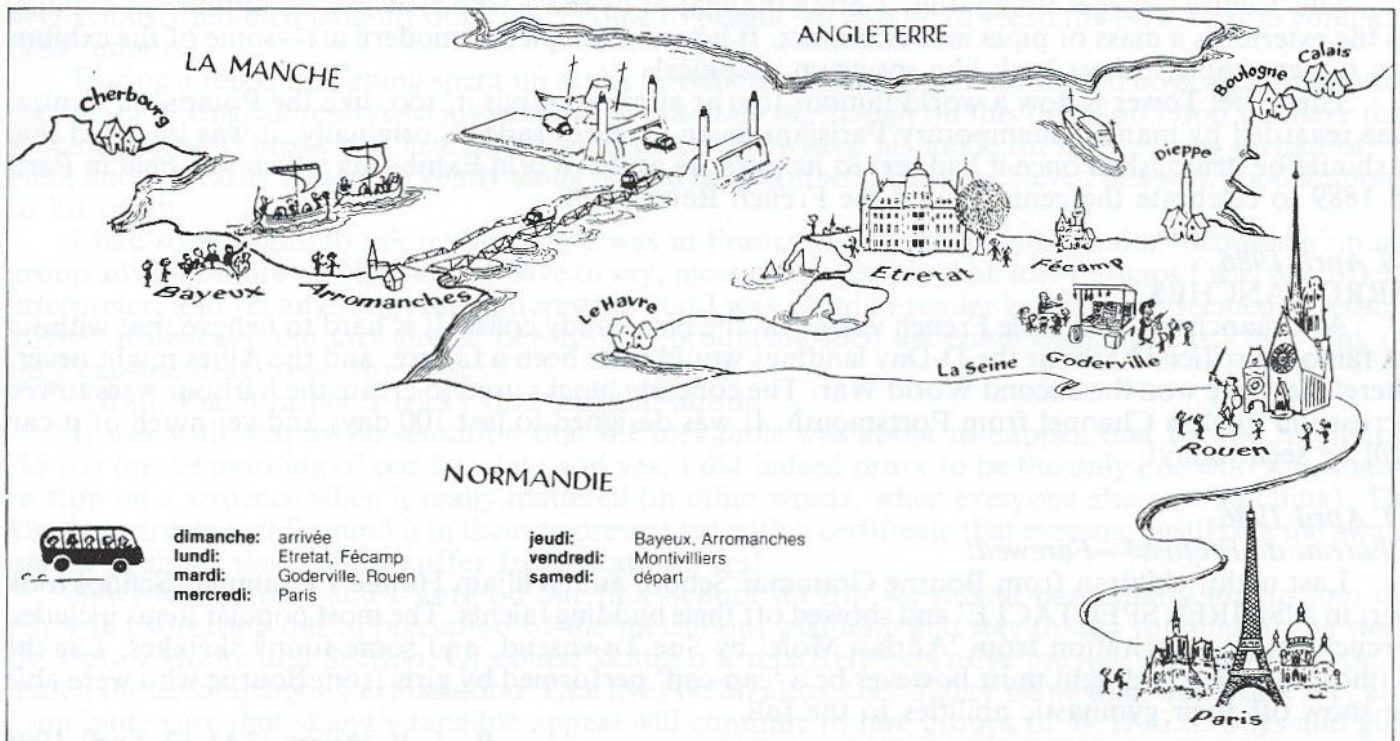 ANGLETERRE
LA MANCHE
Cherbourg
Boulogne
Calais
Dieppe
Bayeux
Arromanches
Le Havre
Etretat
Fécamp
La Seine
Goderville
Rouen
NORMANDIE
Paris
dimanche: arrivée
lundi: Etretat, Fécamp
mardi: Goderville, Rouen
mercredi: Paris
jeudi: Bayeux, Arromanches
vendredi: Montivilliers
samedi: départ